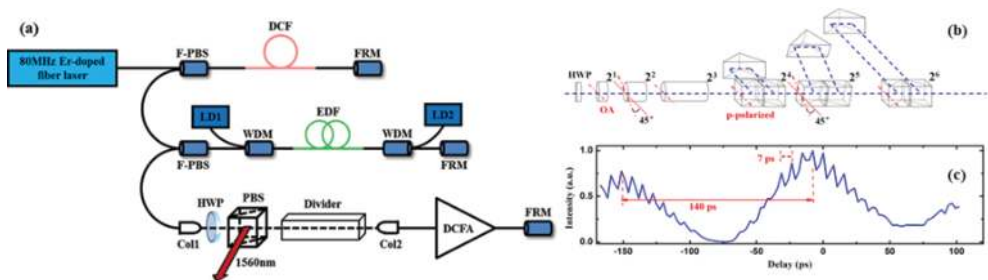 (a)
DCF
F-PBS
FRM
80MHz Er-doped
fiber laser
LD1
EDF
LD2
WDM
WDM
F-PBS
FRM
HWP
PBS
Divider
FRM
DCFA
Col1
Col2
1560nm
(b)
HWP
2¹
2²
2³
2⁴
2⁵
2⁶
OA
45°
p-polarized
45°
(c)
7 ps
140 ps
Intensity (a.u.)
1.0
0.5
0.0
-150
-100
-50
0
50
100
Delay (ps)